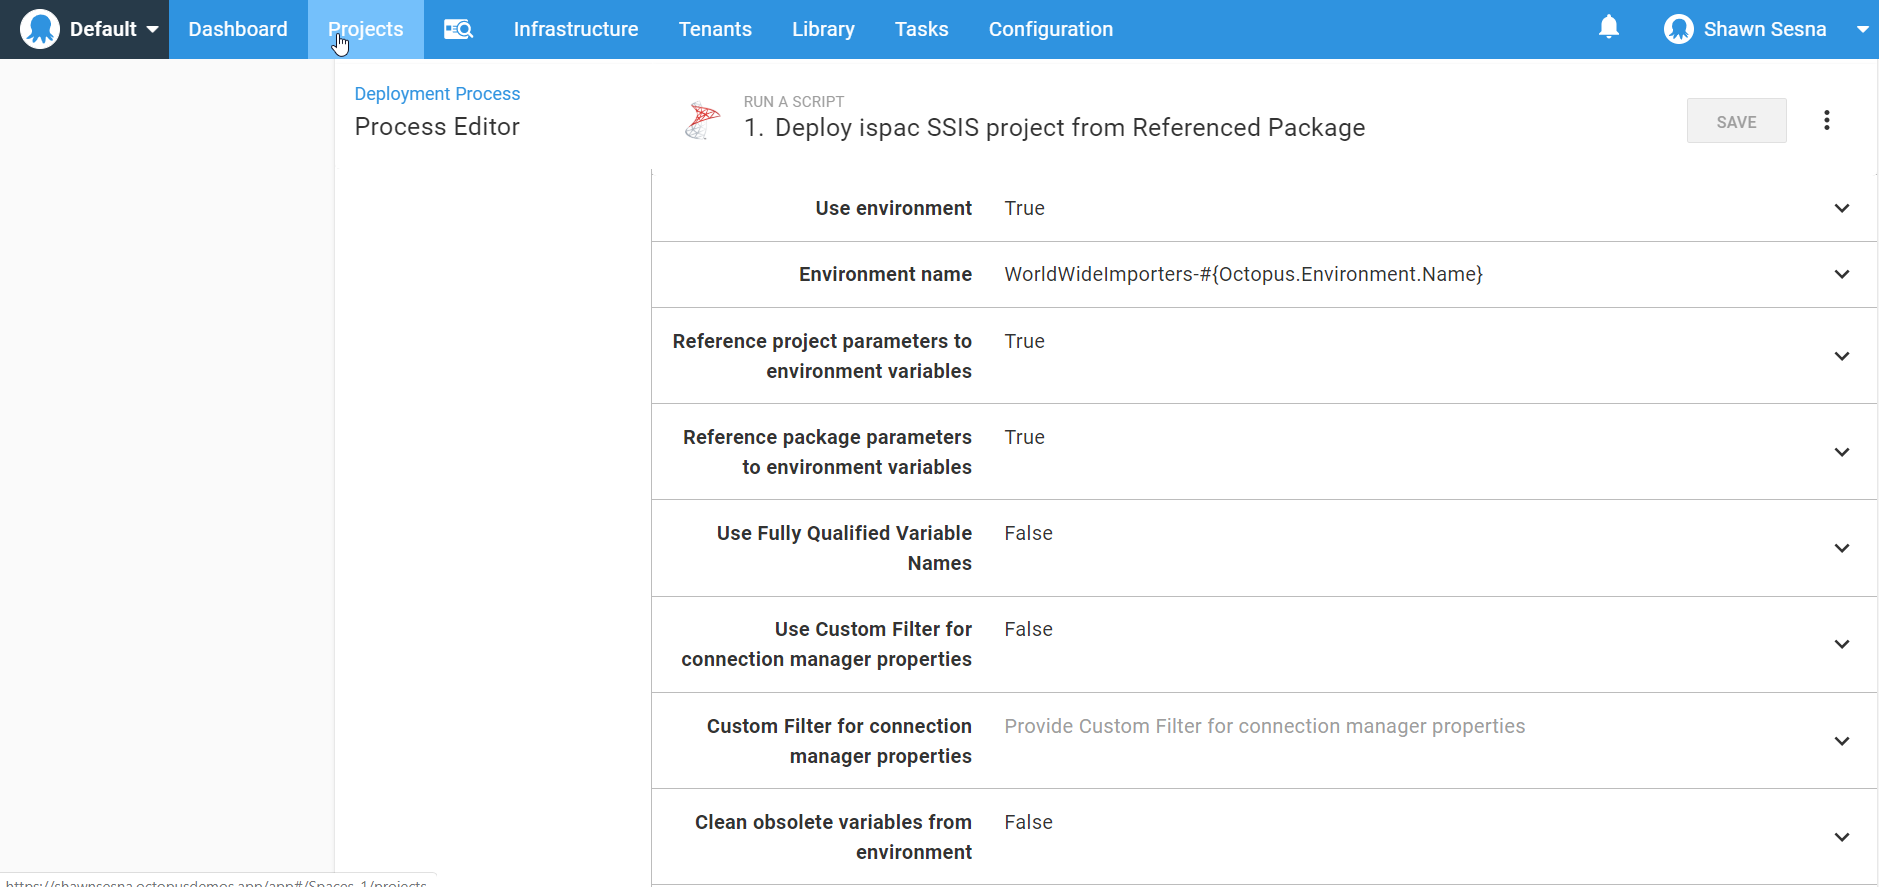 Default
Dashboard
Projects
Infrastructure
Tenants
Library
Tasks
Configuration
Shawn Sesna
Deployment Process
Process Editor
RUN A SCRIPT
1. Deploy ispac SSIS project from Referenced Package
SAVE
Use environment
True
Environment name
WorldWideImporters-#{Octopus.Environment.Name}
Reference project parameters to
environment variables
True
Reference package parameters
to environment variables
True
Use Fully Qualified Variable
Names
False
Use Custom Filter for
connection manager properties
False
Custom Filter for connection
manager properties
Provide Custom Filter for connection manager properties
Clean obsolete variables from
environment
False
https://shawnsesna.octopusdemos.app/app#/Spaces-1/projects